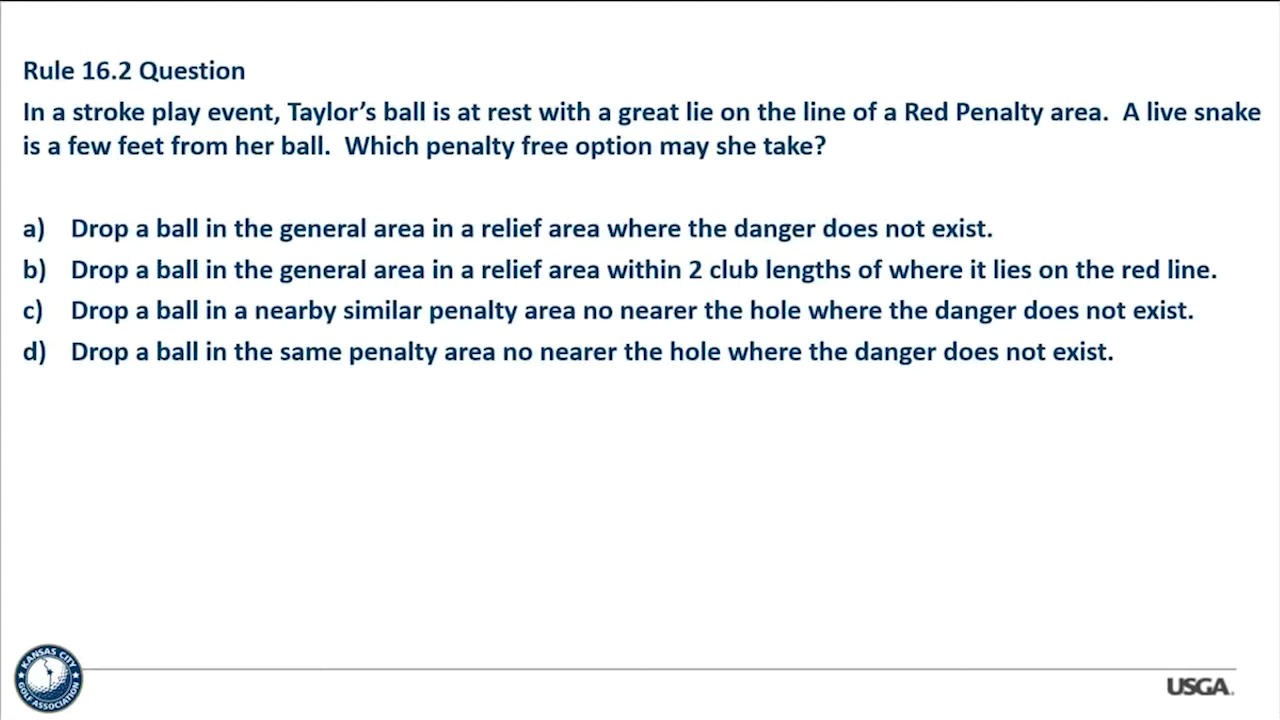 Rule 16.2 Question
In a stroke play event, Taylor’s ball is at rest with a great lie on the line of a Red Penalty area. A live snake
is a few feet from her ball. Which penalty free option may she take?
a) Drop a ball in the general area in a relief area where the danger does not exist.
b) Drop a ball in the general area in a relief area within 2 club lengths of where it lies on the red line.
c) Drop a ball in a nearby similar penalty area no nearer the hole where the danger does not exist.
d) Drop a ball in the same penalty area no nearer the hole where the danger does not exist.
KANSAS CITY
GOLF ASSOCIATION
USGA.